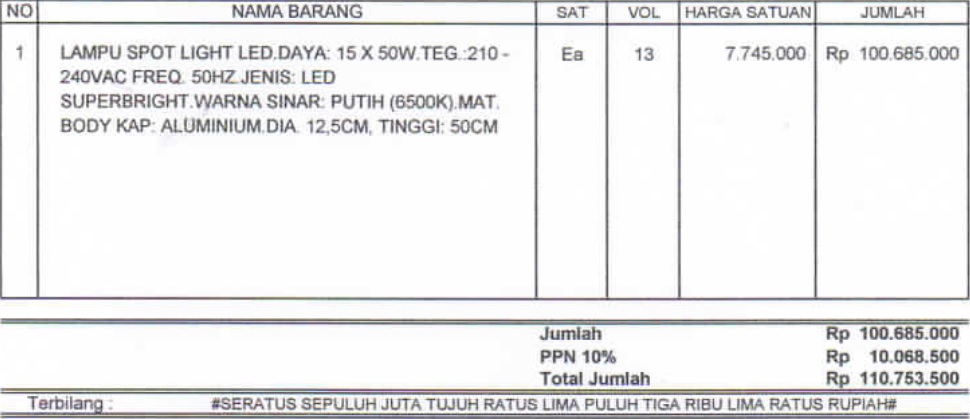 NO NAMA BARANG SAT VOL HARGA SATUAN JUMLAH
1 LAMPU SPOT LIGHT LED.DAYA: 15 X 50W.TEG.:210 - Ea 13 7.745.000 Rp 100.685.000
240VAC FREQ. 50HZ.JENIS: LED
SUPERBRIGHT.WARNA SINAR: PUTIH (6500K).MAT.
BODY KAP: ALUMINIUM.DIA. 12,5CM, TINGGI: 50CM
Jumlah Rp 100.685.000
PPN 10% Rp 10.068.500
Total Jumlah Rp 110.753.500
Terbilang : #SERATUS SEPULUH JUTA TUJUH RATUS LIMA PULUH TIGA RIBU LIMA RATUS RUPIAH#